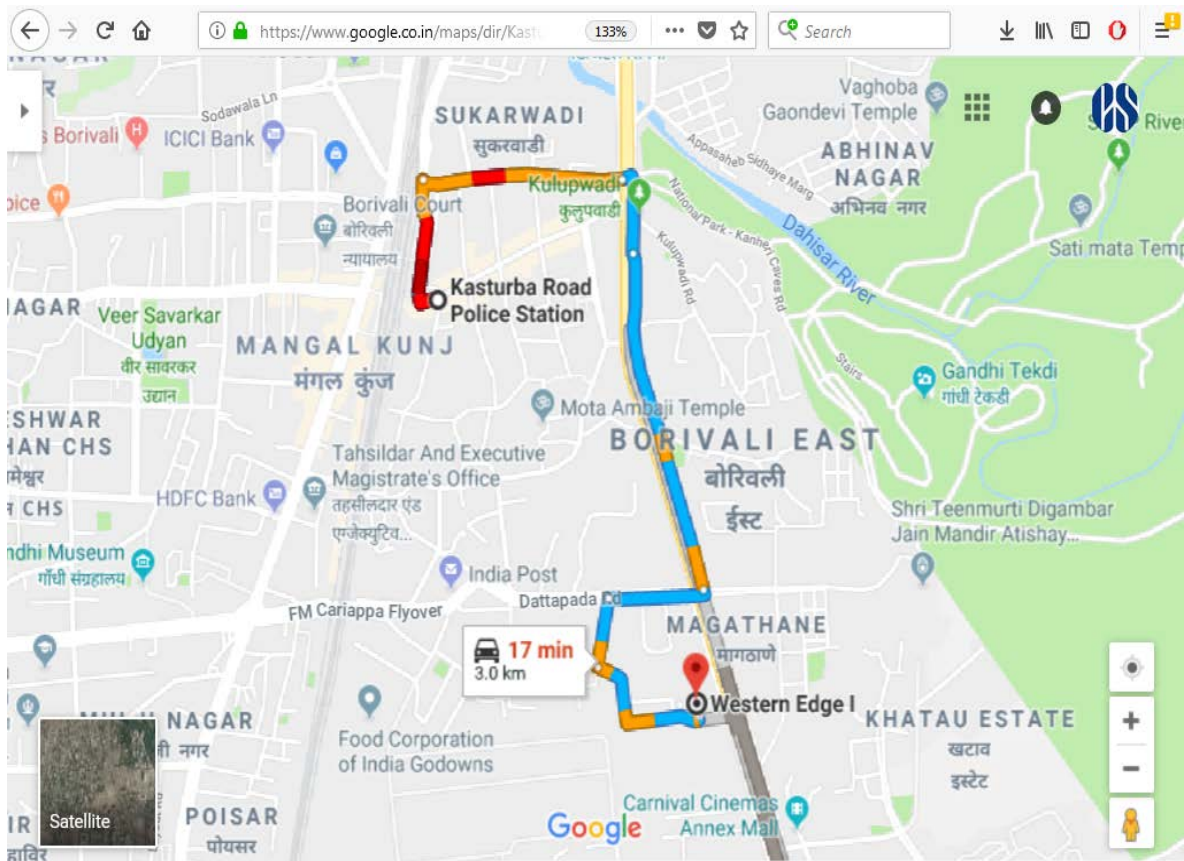 https://www.google.co.in/maps/dir/Kast
133%
Search
Sodawala Ln
Borivali
ICICI Bank
SUKARWADI
सुकरवाडी
Vaghoba
Gaondevi Temple
River
Appasaheb Sidhaye Marg
ABHINAV
NAGAR
अभिनव नगर
Kulupwadi
कुलुपवाडी
Borivali Court
बोरिवली
न्यायालय
National Park - Kanheri Caves Rd
Dahisar River
Kulupwadi Rd
Sati mata Temp
Kasturba Road
Police Station
Veer Savarkar
Udyan
वीर सावरकर
उद्यान
MANGAL KUNJ
मंगल कुंज
Stairs
Gandhi Tekdi
गांधी टेकडी
Mota Ambaji Temple
BORIVALI EAST
बोरिवली
ईस्ट
CHS
Tahsildar And Executive
Magistrate's Office
तहसीलदार एंड
एग्जेक्युटिव...
HDFC Bank
CHS
Shri Teenmurti Digambar
Jain Mandir Atishay...
Museum
गाँधी संग्रहालय
India Post
Dattapada Rd
FM Cariappa Flyover
MAGATHANE
मागठाणे
17 min
3.0 km
Western Edge I
NAGAR
नगर
KHATAU ESTATE
खटाव
इस्टेट
Food Corporation
of India Godowns
Satellite
POISAR
पोयसर
Carnival Cinemas
Annex Mall
Google